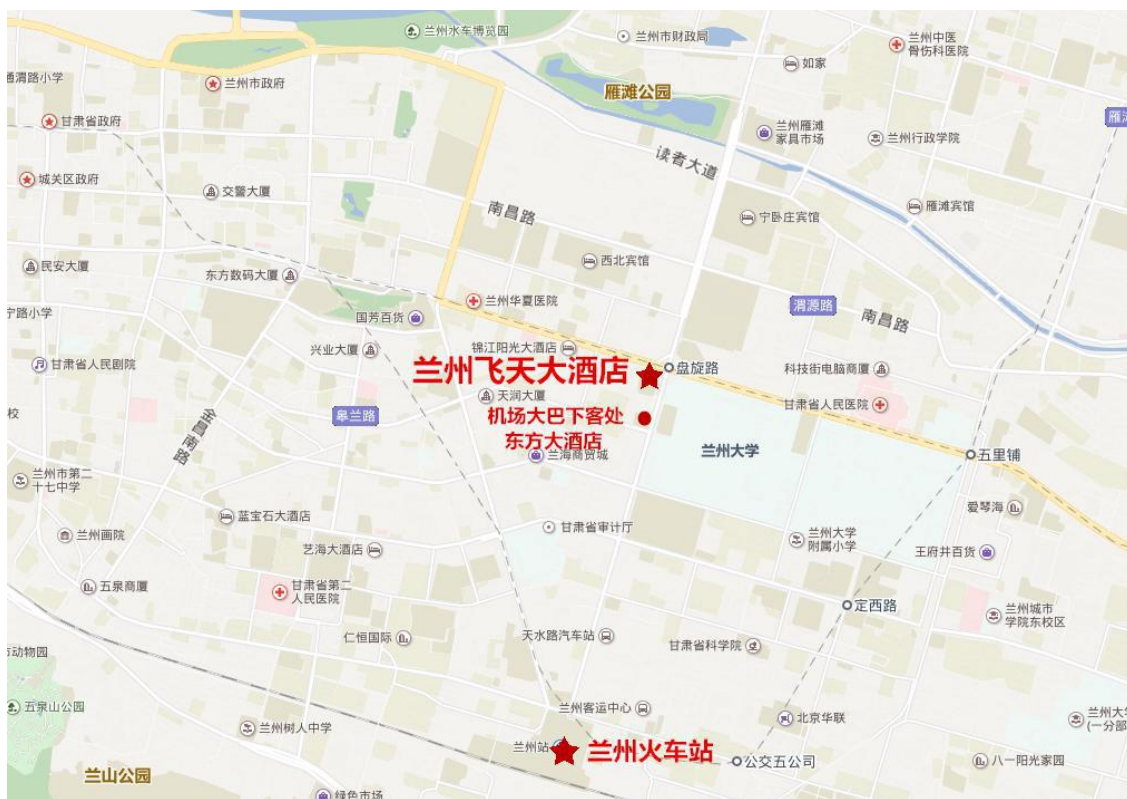 兰州水车博览园
兰州市财政局
兰州中医
骨伤科医院
如家
通渭路小学
兰州市政府
雁滩公园
甘肃省政府
兰州雁滩
家具市场
兰州行政学院
雁滩
读者大道
城关区政府
交警大厦
南昌路
宁卧庄宾馆
雁滩宾馆
民安大厦
东方数码大厦
西北宾馆
兰州华夏医院
渭源路
南昌路
宁路小学
国芳百货
兴业大厦
锦江阳光大酒店
甘肃省人民剧院
兰州飞天大酒店
盘旋路
科技街电脑商厦
天润大厦
甘肃省人民医院
校
皋兰路
机场大巴下客处
东方大酒店
金昌南路
兰海商贸城
兰州大学
五里铺
兰州市第二
十七中学
爱琴海
蓝宝石大酒店
甘肃省审计厅
兰州画院
兰州大学
附属小学
艺海大酒店
王府井百货
五泉商厦
甘肃省第二
人民医院
定西路
兰州城市
学院东校区
仁恒国际
天水路汽车站
甘肃省科学院
动物园
五泉山公园
兰州客运中心
北京华联
兰州大学
(一分部
兰州树人中学
兰州站
兰州火车站
公交五公司
八一阳光家园
兰山公园
绿色市场